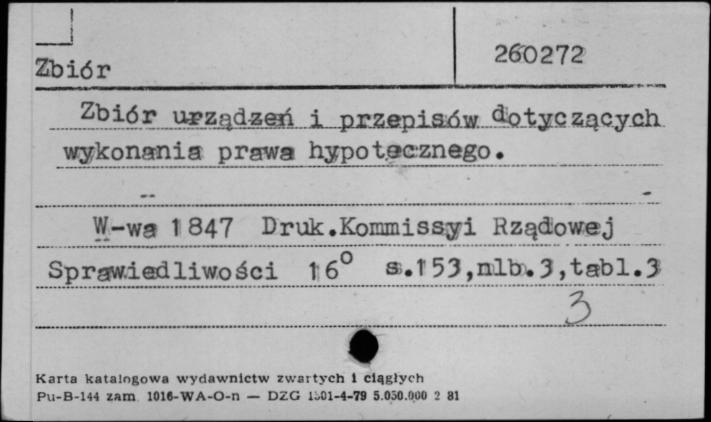 Zbiór 260272
Zbiór urządzeń i przepisów dotyczących
wykonania prawa hypotecznego.
W-wa 1847 Druk.Kommissyi Rządowej
Sprawiedliwości 16° s.153,nlb.3,tabl.3
3
Karta katalogowa wydawnictw zwartych i ciągłych
Pu-B-144 zam. 1016-WA-O-n — DZG 1501-4-79 5.050.000 2 81